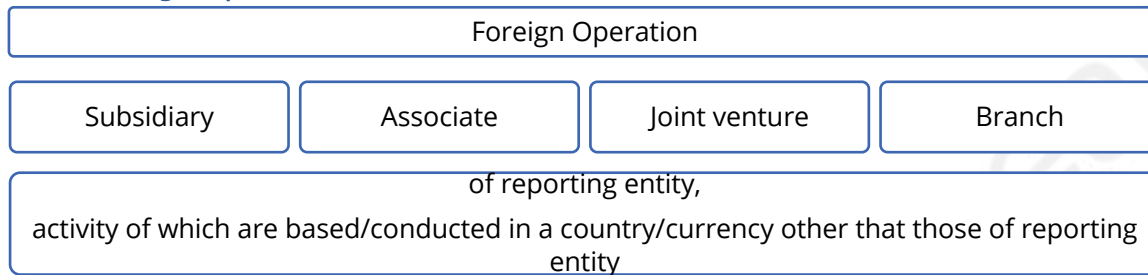 Foreign Operation
Subsidiary
Associate
Joint venture
Branch
of reporting entity,
activity of which are based/conducted in a country/currency other that those of reporting
entity